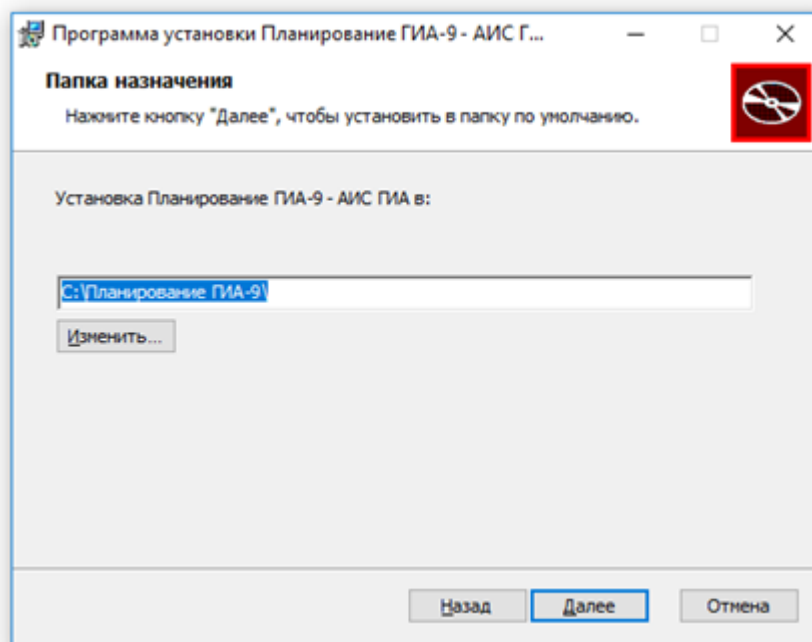 Программа установки Планирование ГИА-9 - АИС Г...
Папка назначения
Нажмите кнопку "Далее", чтобы установить в папку по умолчанию.
Установка Планирование ГИА-9 - АИС ГИА в:
C:\Планирование ГИА-9\
Изменить...
Назад Далее Отмена